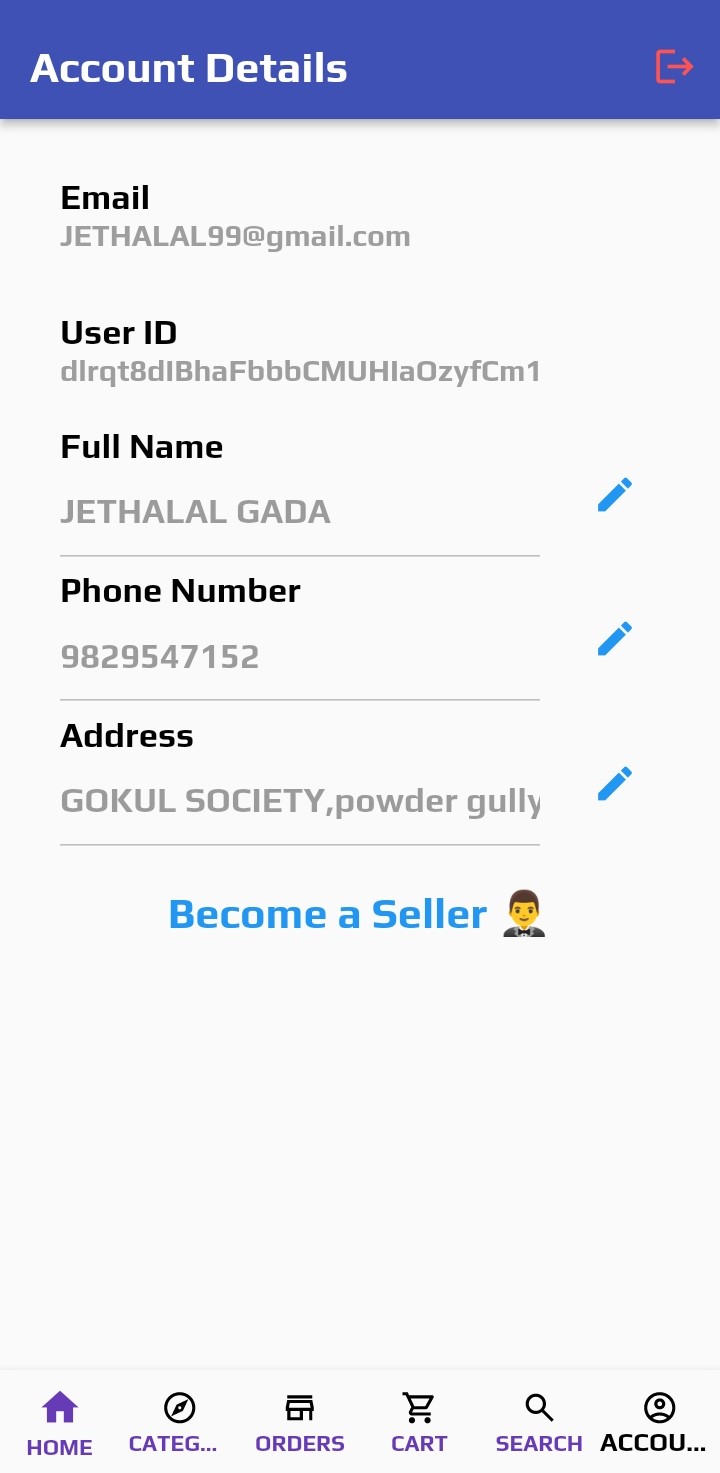 Account Details
Email
JETHALAL99@gmail.com
User ID
dlrqt8dIBhaFbbbCMUHIaOzyfCm1
Full Name
JETHALAL GADA
Phone Number
9829547152
Address
GOKUL SOCIETY,powder gully
Become a Seller 🤵‍♂️
HOME CATEG... ORDERS CART SEARCH ACCOU...